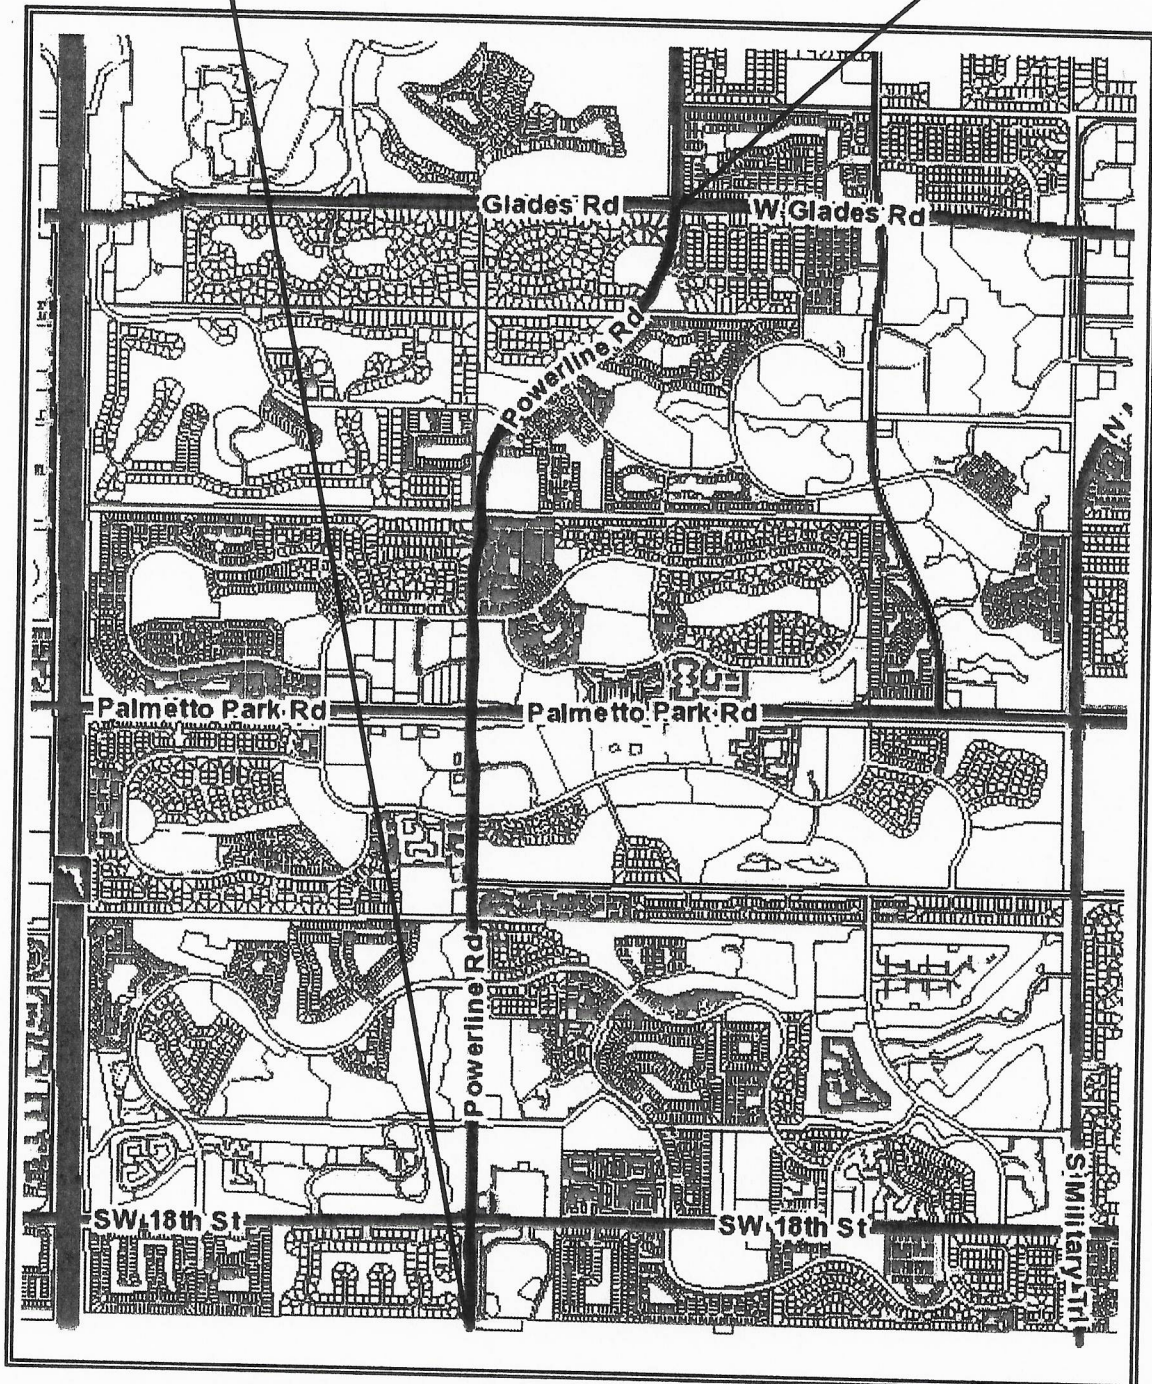 Glades Rd
W Glades Rd
Powerline Rd
Palmetto Park Rd
Palmetto Park Rd
Powerline Rd
SW 18th St
SW 18th St
S Military Trl